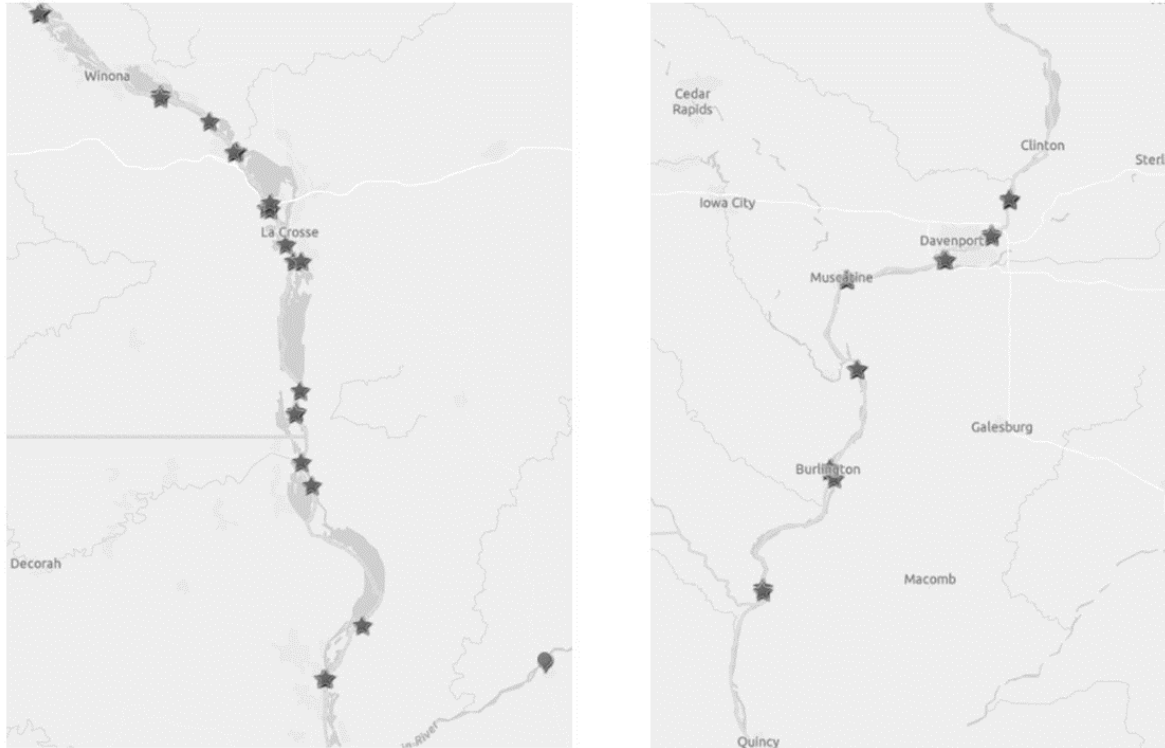 Winona
La Crosse
Decorah
Cedar
Rapids
Clinton
Sterl
Iowa City
Davenport
Muscatine
Galesburg
Burlington
Macomb
Quincy